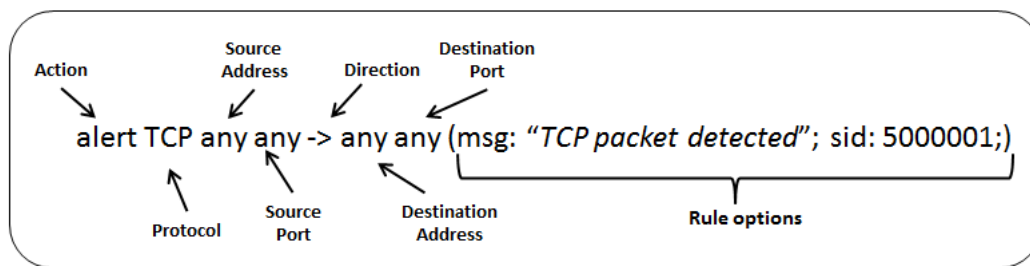 Source
Address
Destination
Port
Action
Direction
alert TCP any any -> any any (msg: “TCP packet detected”; sid: 5000001;)
Protocol
Source
Port
Destination
Address
Rule options